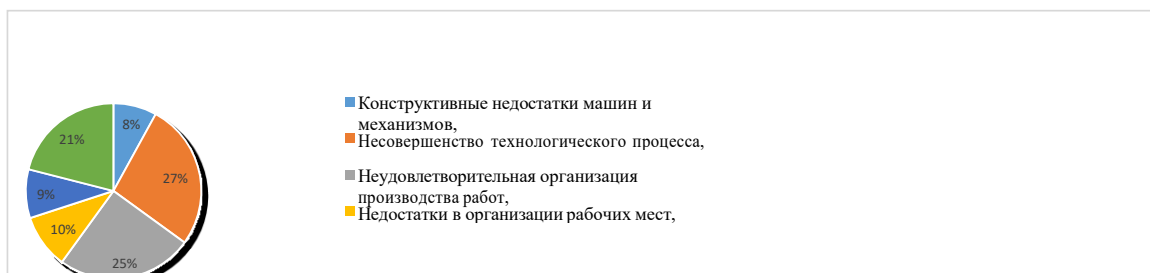 8%
27%
25%
10%
9%
21%
Конструктивные недостатки машин и
механизмов,
Несовершенство технологического процесса,
Неудовлетворительная организация
производства работ,
Недостатки в организации рабочих мест,